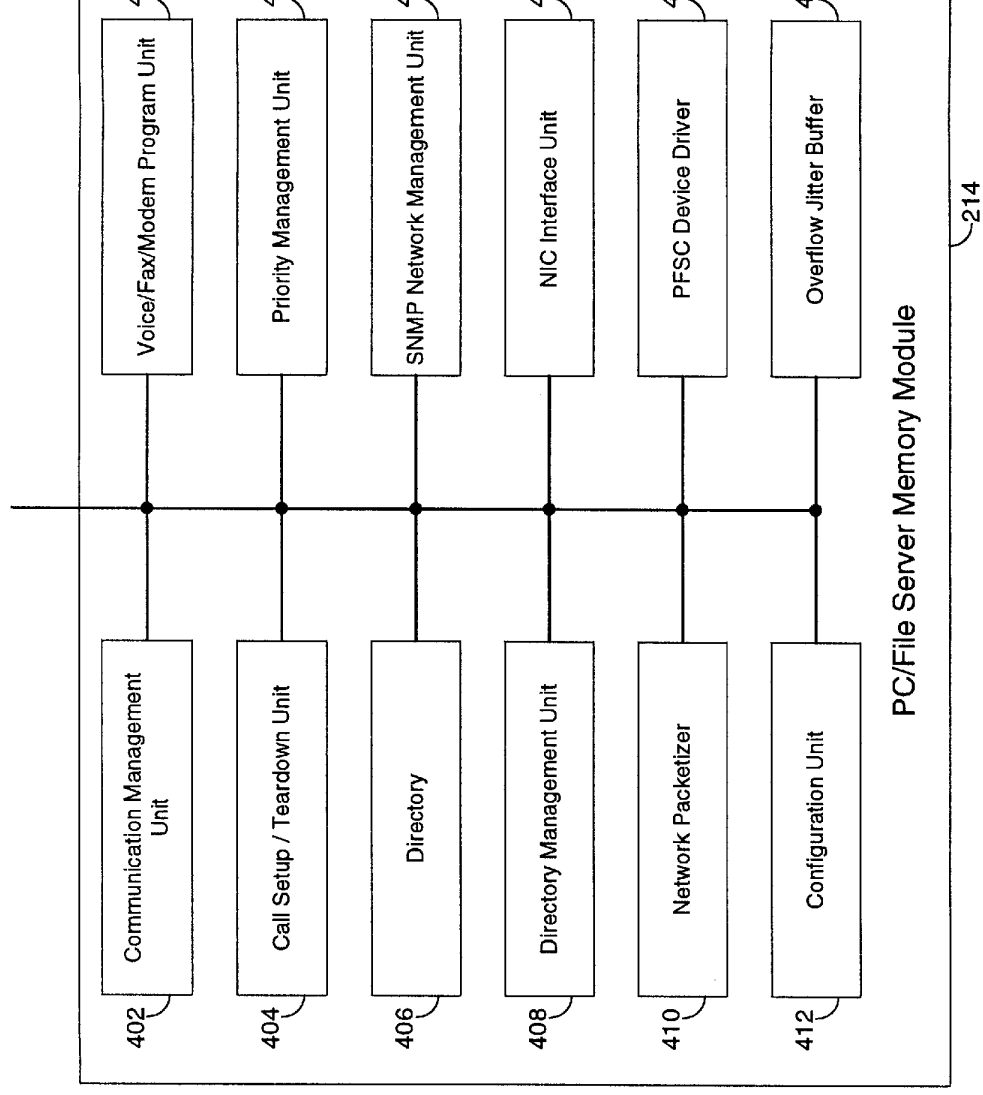 402
Communication Management
Unit
Voice/Fax/Modem Program Unit
404
Call Setup / Teardown Unit
Priority Management Unit
406
Directory
SNMP Network Management Unit
408
Directory Management Unit
NIC Interface Unit
410
Network Packetizer
PFSC Device Driver
412
Configuration Unit
Overflow Jitter Buffer
PC/File Server Memory Module
214